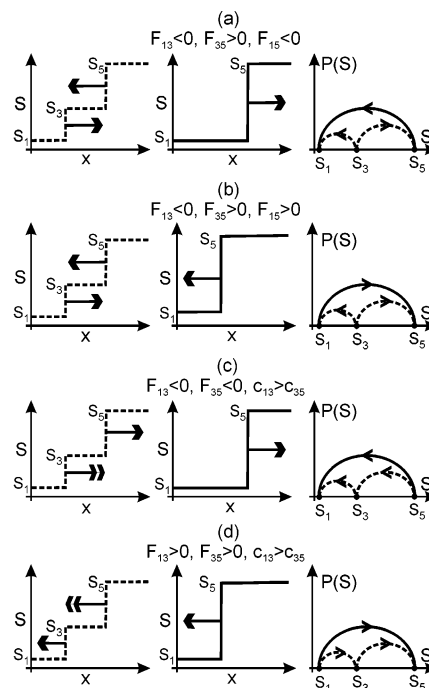 (a)
F₁₃<0, F₃₅>0, F₁₅<0
S S₁ S₃ S₅ x
S₅ S S₁ x
P(S) S S₁ S₃ S₅
(b)
F₁₃<0, F₃₅>0, F₁₅>0
S S₁ S₃ S₅ x
S₅ S S₁ x
P(S) S S₁ S₃ S₅
(c)
F₁₃<0, F₃₅<0, c₁₃>c₃₅
S S₁ S₃ S₅ x
S₅ S S₁ x
P(S) S S₁ S₃ S₅
(d)
F₁₃>0, F₃₅>0, c₁₃>c₃₅
S S₁ S₃ S₅ x
S₅ S S₁ x
P(S) S S₁ S₃ S₅